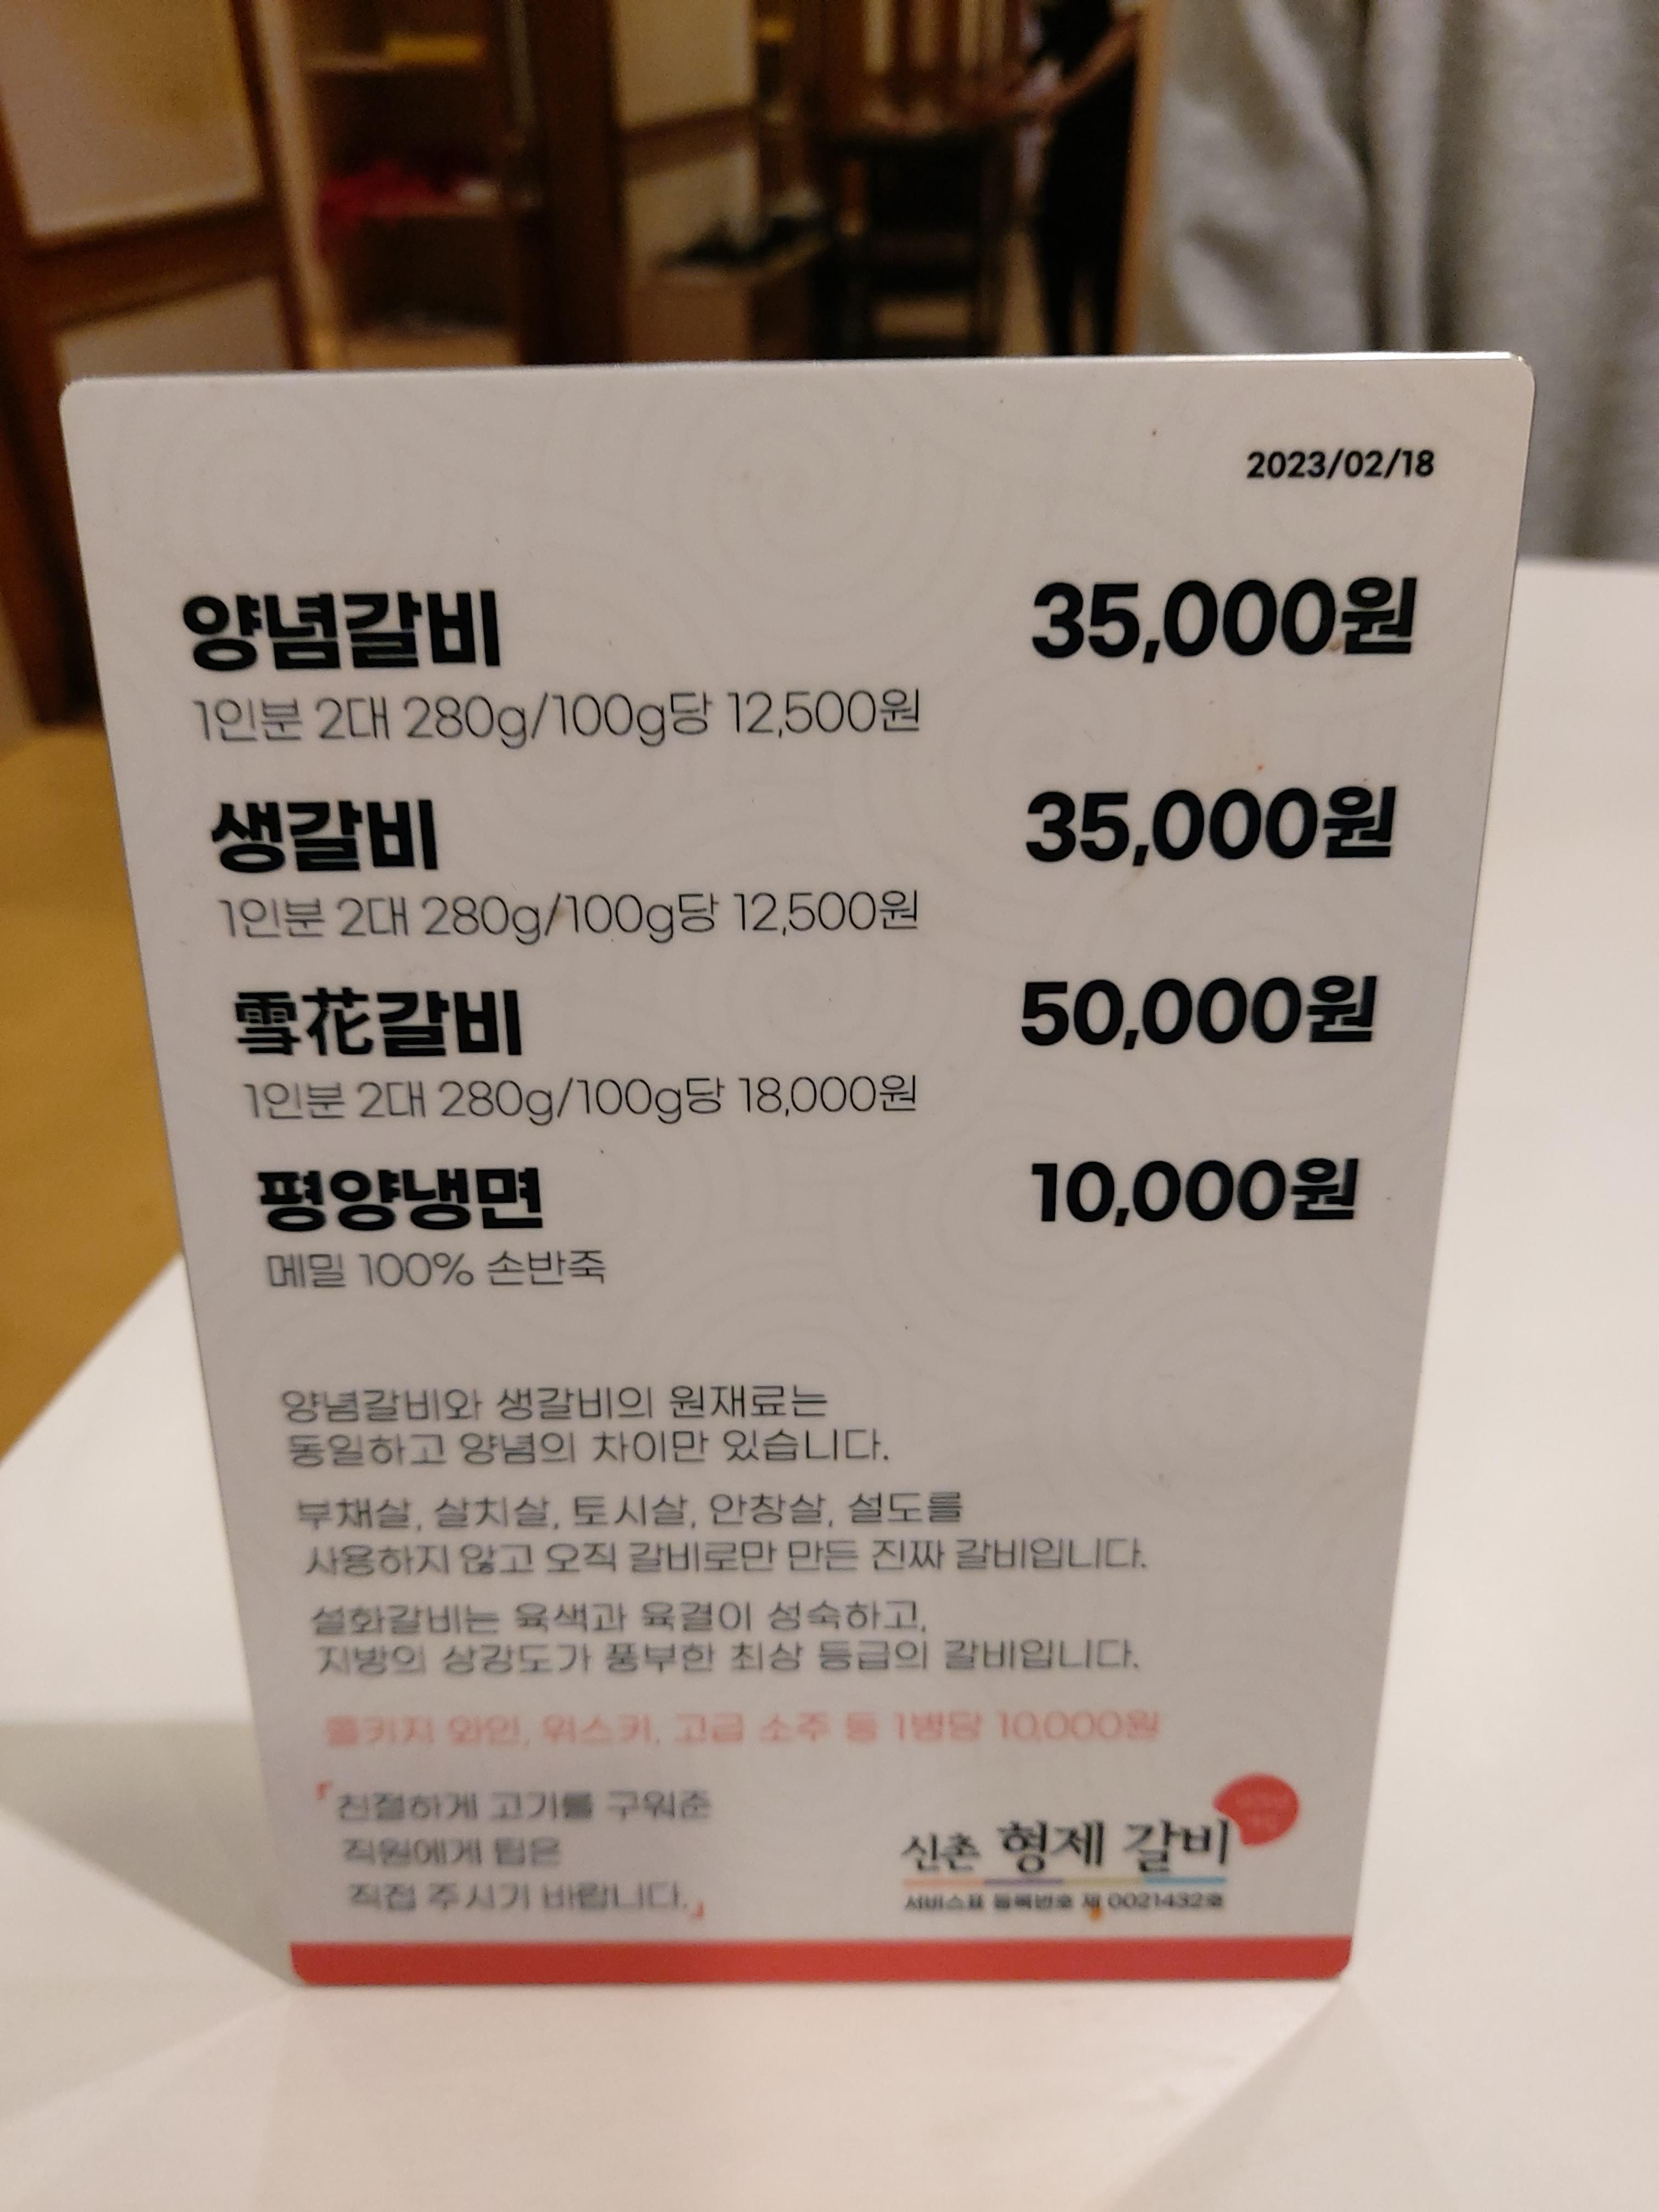 2023/02/18
양념갈비 35,000원
1인분 2대 280g/100g당 12,500원
생갈비 35,000원
1인분 2대 280g/100g당 12,500원
雪花갈비 50,000원
1인분 2대 280g/100g당 18,000원
평양냉면 10,000원
메밀 100% 손반죽
양념갈비와 생갈비의 원재료는
동일하고 양념의 차이만 있습니다.
부채살, 살치살, 토시살, 안창살, 설도를
사용하지 않고 오직 갈비로만 만든 진짜 갈비입니다.
설화갈비는 육색과 육결이 성숙하고,
지방의 상강도가 풍부한 최상 등급의 갈비입니다.
콜키지 와인, 위스키, 고급 소주 등 1병당 10,000원
「친절하게 고기를 구워준
직원에게 팁은
직접 주시기 바랍니다.」
신촌 형제 갈비
서비스표 등록번호 제 0021432호